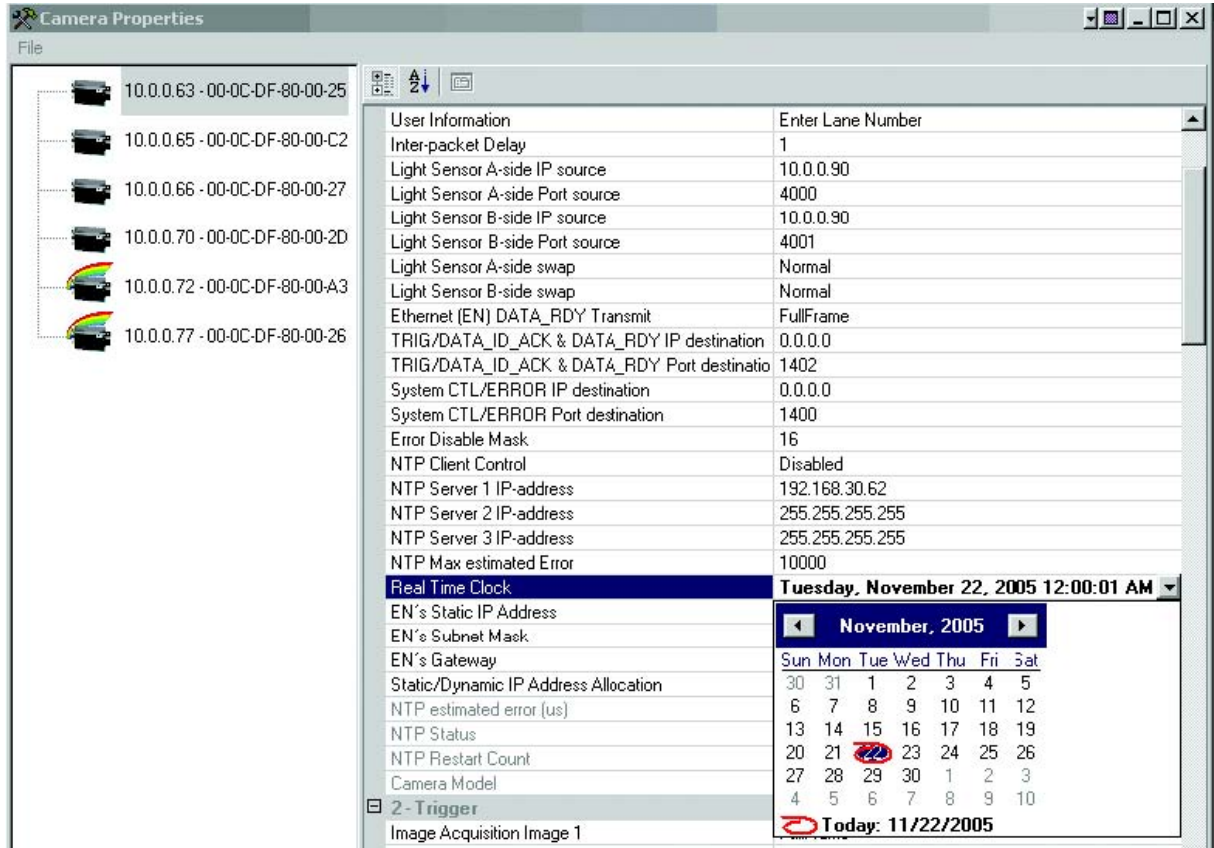 Camera Properties
File
10.0.0.63 - 00-0C-DF-80-00-25
10.0.0.65 - 00-0C-DF-80-00-C2
10.0.0.66 - 00-0C-DF-80-00-27
10.0.0.70 - 00-0C-DF-80-00-2D
10.0.0.72 - 00-0C-DF-80-00-A3
10.0.0.77 - 00-0C-DF-80-00-26
User Information Enter Lane Number
Inter-packet Delay 1
Light Sensor A-side IP source 10.0.0.90
Light Sensor A-side Port source 4000
Light Sensor B-side IP source 10.0.0.90
Light Sensor B-side Port source 4001
Light Sensor A-side swap Normal
Light Sensor B-side swap Normal
Ethernet (EN) DATA_RDY Transmit FullFrame
TRIG/DATA_ID_ACK & DATA_RDY IP destination 0.0.0.0
TRIG/DATA_ID_ACK & DATA_RDY Port destinatio 1402
System CTL/ERROR IP destination 0.0.0.0
System CTL/ERROR Port destination 1400
Error Disable Mask 16
NTP Client Control Disabled
NTP Server 1 IP-address 192.168.30.62
NTP Server 2 IP-address 255.255.255.255
NTP Server 3 IP-address 255.255.255.255
NTP Max estimated Error 10000
Real Time Clock Tuesday, November 22, 2005 12:00:01 AM
EN´s Static IP Address
EN´s Subnet Mask
EN´s Gateway
Static/Dynamic IP Address Allocation
NTP estimated error (us)
NTP Status
NTP Restart Count
Camera Model
2 - Trigger
Image Acquisition Image 1
November, 2005
Sun Mon Tue Wed Thu Fri Sat
30 31 1 2 3 4 5
6 7 8 9 10 11 12
13 14 15 16 17 18 19
20 21 22 23 24 25 26
27 28 29 30 1 2 3
4 5 6 7 8 9 10
Today: 11/22/2005